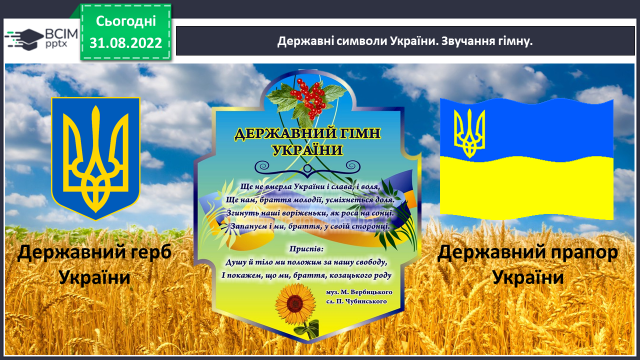 ВСІМ
pptx
Сьогодні
31.08.2022
Державні символи України. Звучання гімну.
ДЕРЖАВНИЙ ГІМН
УКРАЇНИ
Ще не вмерла України і слава, і воля,
Ще нам, браття молодії, усміхнеться доля.
Згинуть наші воріженьки, як роса на сонці.
Запануєм і ми, браття, у своїй сторонці.
Приспів:
Душу й тіло ми положим за нашу свободу,
І покажем, що ми, браття, козацького роду
муз. М. Вербицького
сл. П. Чубинського
Державний герб
України
Державний прапор
України